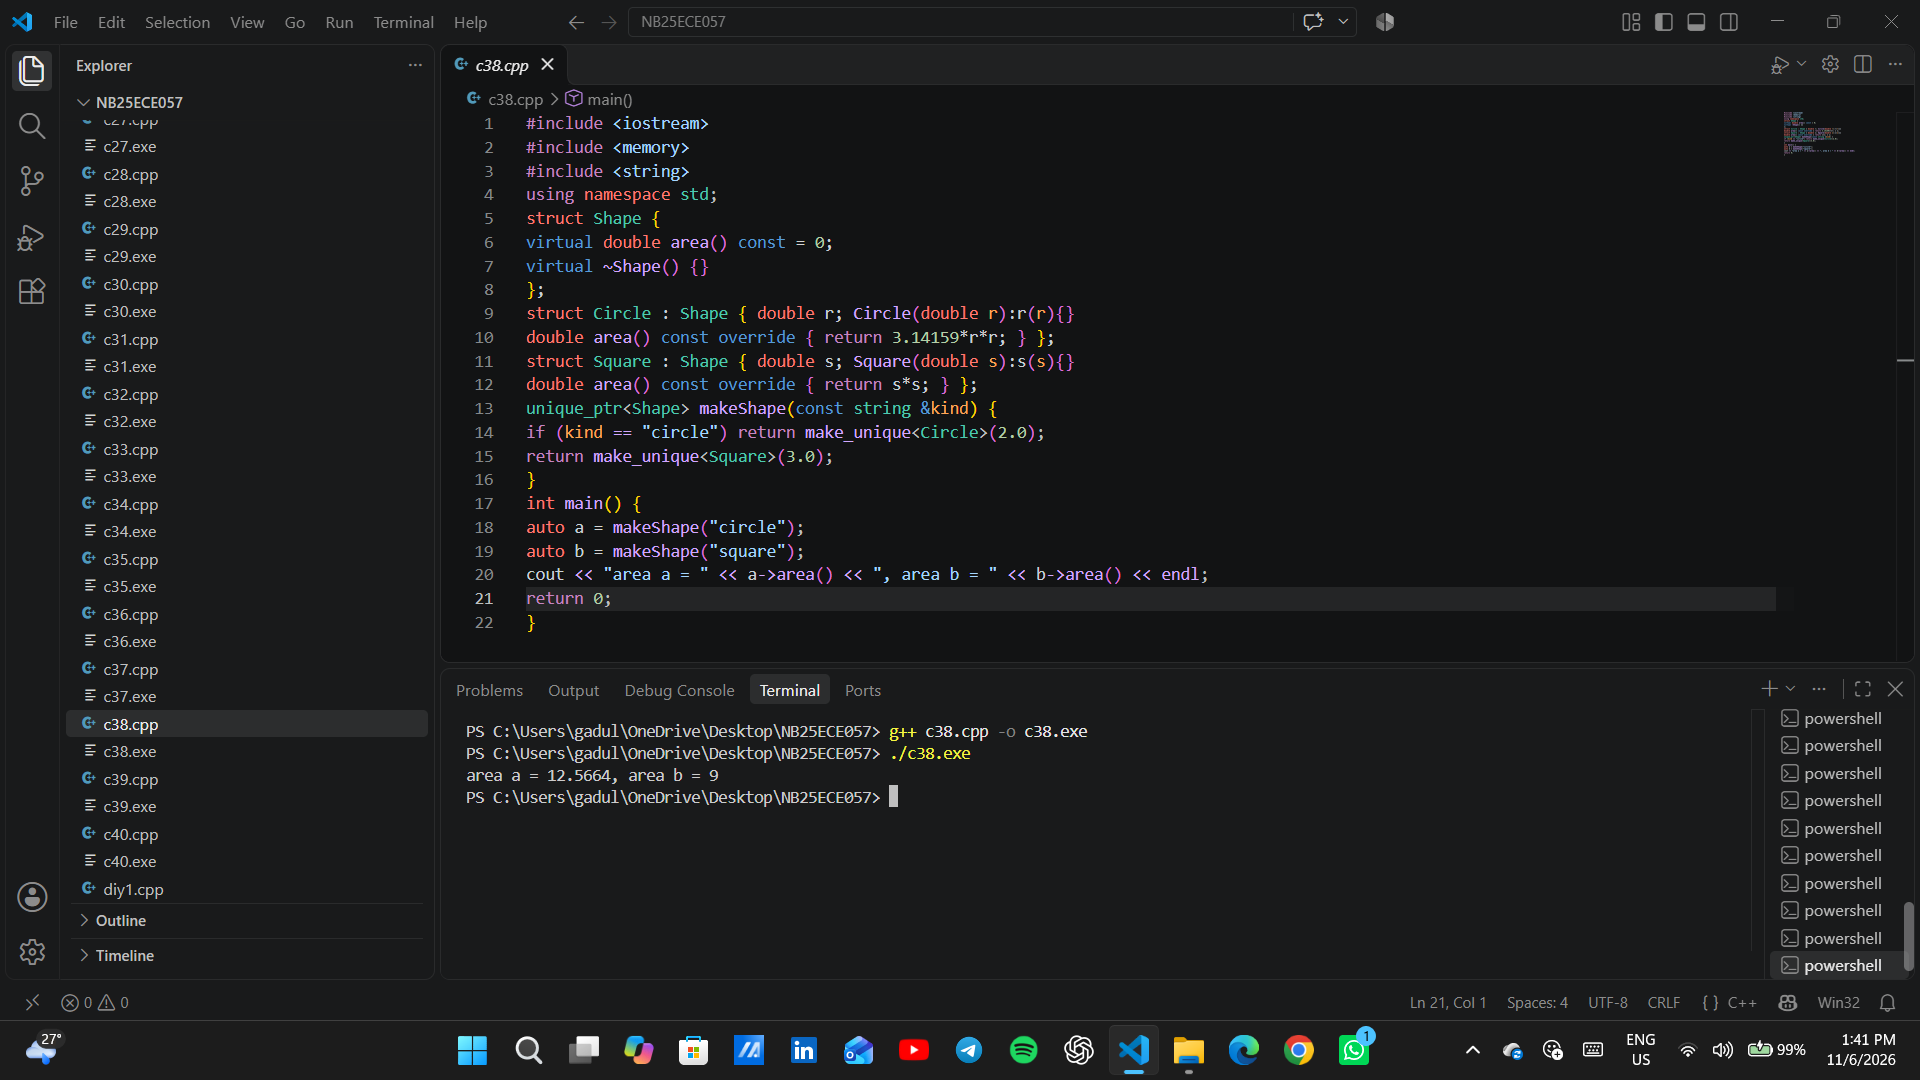 File Edit Selection View Go Run Terminal Help
NB25ECE057
Explorer
NB25ECE057
c27.cpp
c27.exe
c28.cpp
c28.exe
c29.cpp
c29.exe
c30.cpp
c30.exe
c31.cpp
c31.exe
c32.cpp
c32.exe
c33.cpp
c33.exe
c34.cpp
c34.exe
c35.cpp
c35.exe
c36.cpp
c36.exe
c37.cpp
c37.exe
c38.cpp
c38.exe
c39.cpp
c39.exe
c40.cpp
c40.exe
diy1.cpp
Outline
Timeline
c38.cpp
c38.cpp > main()
1 #include <iostream>
2 #include <memory>
3 #include <string>
4 using namespace std;
5 struct Shape {
6 virtual double area() const = 0;
7 virtual ~Shape() {}
8 };
9 struct Circle : Shape { double r; Circle(double r):r(r){}
10 double area() const override { return 3.14159*r*r; } };
11 struct Square : Shape { double s; Square(double s):s(s){}
12 double area() const override { return s*s; } };
13 unique_ptr<Shape> makeShape(const string &kind) {
14 if (kind == "circle") return make_unique<Circle>(2.0);
15 return make_unique<Square>(3.0);
16 }
17 int main() {
18 auto a = makeShape("circle");
19 auto b = makeShape("square");
20 cout << "area a = " << a->area() << ", area b = " << b->area() << endl;
21 return 0;
22 }
Problems Output Debug Console Terminal Ports
PS C:\Users\gadul\OneDrive\Desktop\NB25ECE057> g++ c38.cpp -o c38.exe
PS C:\Users\gadul\OneDrive\Desktop\NB25ECE057> ./c38.exe
area a = 12.5664, area b = 9
PS C:\Users\gadul\OneDrive\Desktop\NB25ECE057>
powershell
powershell
powershell
powershell
powershell
powershell
powershell
powershell
powershell
powershell
0 0
Ln 21, Col 1 Spaces: 4 UTF-8 CRLF { } C++ Win32
27°
1
ENG
US
99%
1:41 PM
11/6/2026